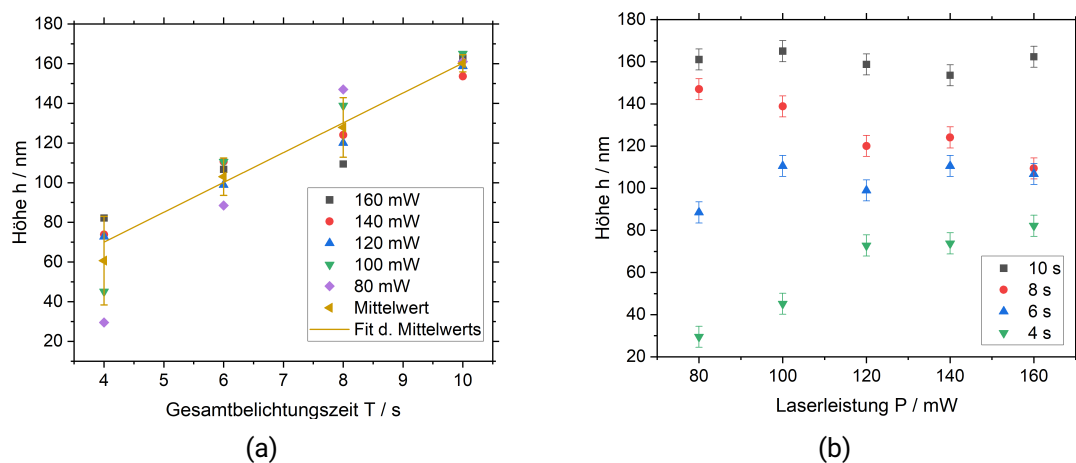 180
160
140
120
100
80
60
40
20
Höhe h / nm
4
5
6
7
8
9
10
Gesamtbelichtungszeit T / s
160 mW
140 mW
120 mW
100 mW
80 mW
Mittelwert
Fit d. Mittelwerts
(a)
180
160
140
120
100
80
60
40
20
Höhe h / nm
80
100
120
140
160
Laserleistung P / mW
10 s
8 s
6 s
4 s
(b)